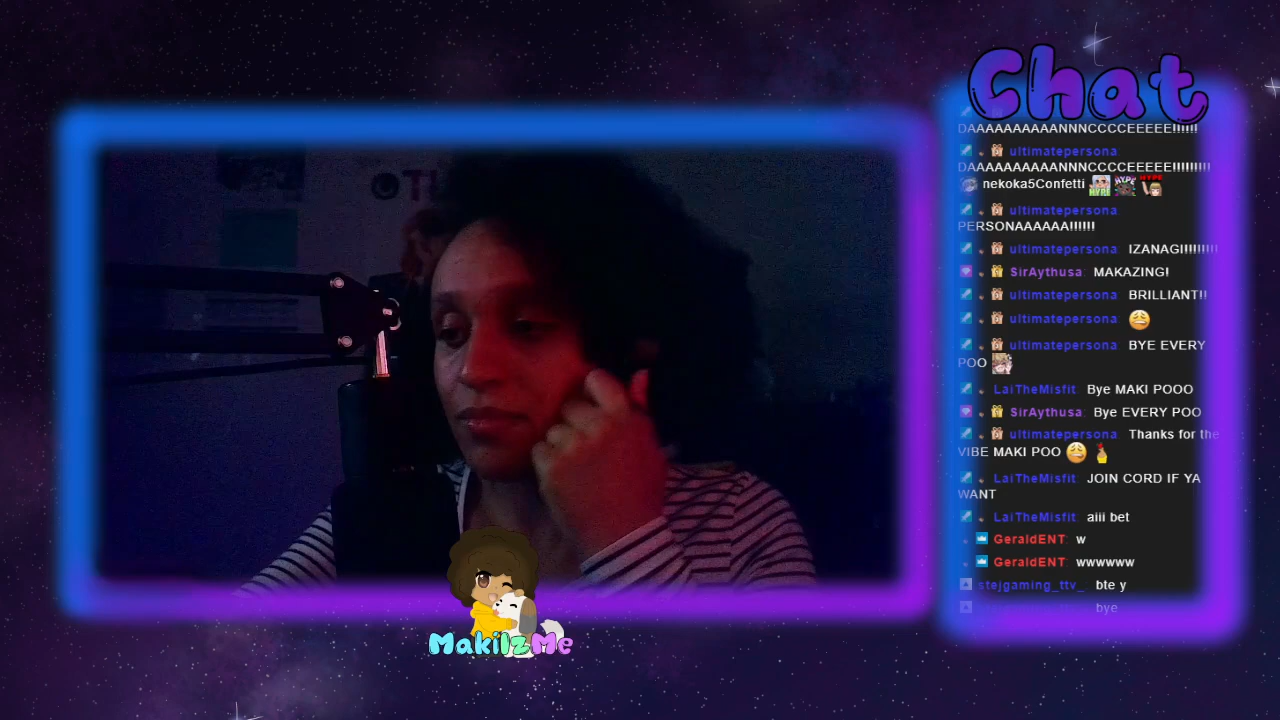 Chat
DAAAAAAAAAANNNCCCCEEEEE!!!!!!
ultimatepersona:
DAAAAAAAAAANNNCCCCEEEEE!!!!!!!!!
nekoka5Confetti
ultimatepersona:
PERSONAAAAAA!!!!!!
ultimatepersona: IZANAGI!!!!!!!!!
SirAythusa: MAKAZING!
ultimatepersona: BRILLIANT!!
ultimatepersona:
ultimatepersona: BYE EVERY
POO
LaiTheMisfit: Bye MAKI POOO
SirAythusa: Bye EVERY POO
ultimatepersona: Thanks for the
VIBE MAKI POO
LaiTheMisfit: JOIN CORD IF YA
WANT
LaiTheMisfit: aiii bet
GeraldENT: w
GeraldENT: wwwwww
stejgaming_ttv_: bte y
bye
MakiIzMe